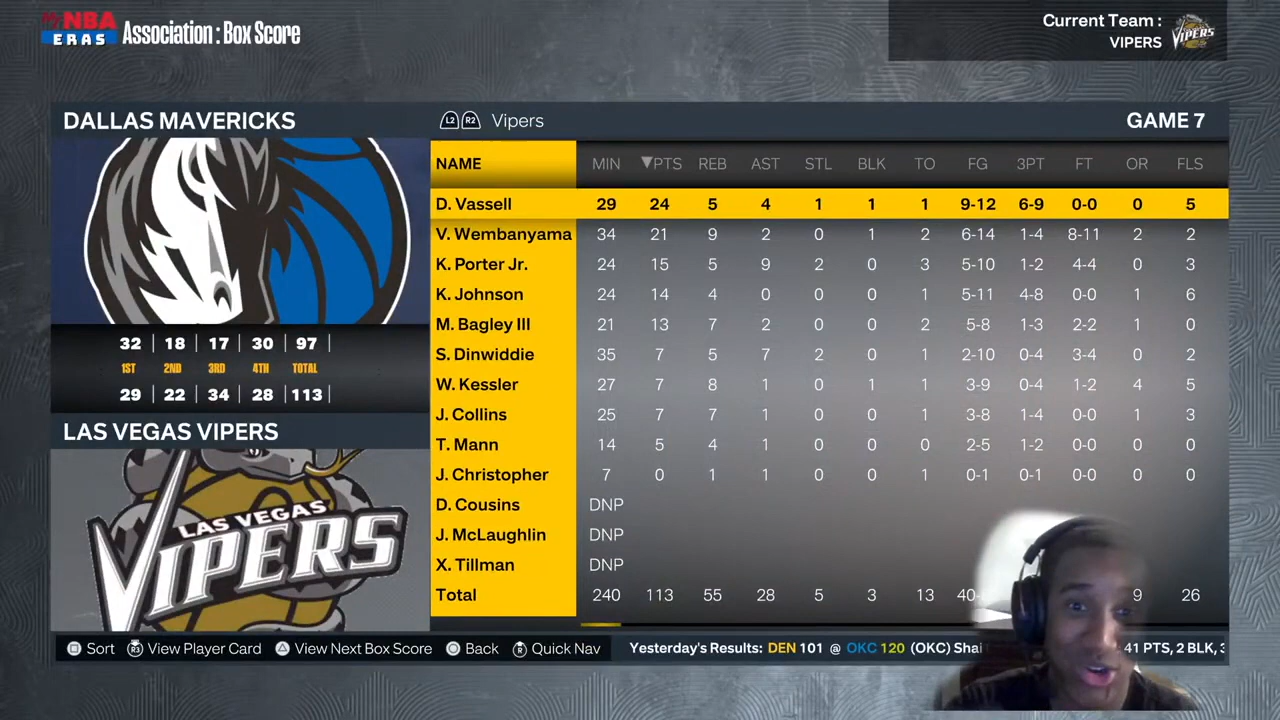 MY NBA ERAS Association : Box Score
Current Team :
VIPERS
VIPERS
DALLAS MAVERICKS
32 18 17 30 97
1ST 2ND 3RD 4TH TOTAL
29 22 34 28 113
LAS VEGAS VIPERS
LAS VEGAS
VIPERS
L2 R2 Vipers GAME 7
NAME MIN ▼PTS REB AST STL BLK TO FG 3PT FT OR FLS
D. Vassell 29 24 5 4 1 1 1 9-12 6-9 0-0 0 5
V. Wembanyama 34 21 9 2 0 1 2 6-14 1-4 8-11 2 2
K. Porter Jr. 24 15 5 9 2 0 3 5-10 1-2 4-4 0 3
K. Johnson 24 14 4 0 0 0 1 5-11 4-8 0-0 1 6
M. Bagley III 21 13 7 2 0 0 2 5-8 1-3 2-2 1 0
S. Dinwiddie 35 7 5 7 2 0 1 2-10 0-4 3-4 0 2
W. Kessler 27 7 8 1 0 1 1 3-9 0-4 1-2 4 5
J. Collins 25 7 7 1 0 0 1 3-8 1-4 0-0 1 3
T. Mann 14 5 4 1 0 0 0 2-5 1-2 0-0 0 0
J. Christopher 7 0 1 1 0 0 1 0-1 0-1 0-0 0 0
D. Cousins DNP
J. McLaughlin DNP
X. Tillman DNP
Total 240 113 55 28 5 3 13 40- 9 26
Sort R3 View Player Card View Next Box Score Back R Quick Nav Yesterday's Results: DEN 101 @ OKC 120 (OKC) Shai 41 PTS, 2 BLK,